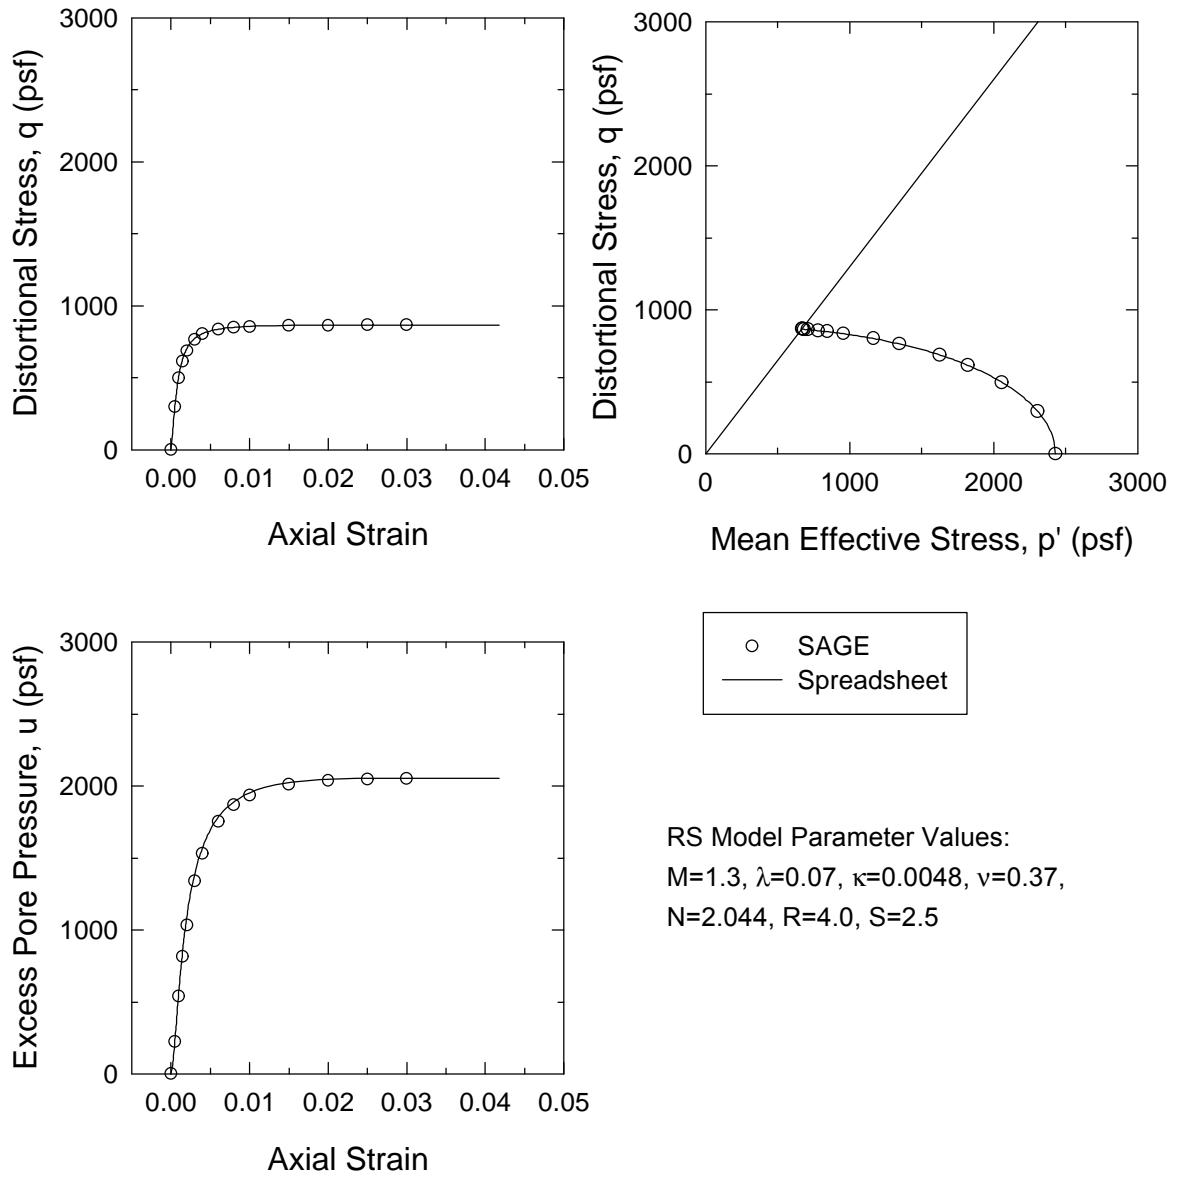 Distortional Stress, q (psf)
3000
2000
1000
0
0.00 0.01 0.02 0.03 0.04 0.05
Axial Strain
Distortional Stress, q (psf)
3000
2000
1000
0
0 1000 2000 3000
Mean Effective Stress, p' (psf)
Excess Pore Pressure, u (psf)
3000
2000
1000
0
0.00 0.01 0.02 0.03 0.04 0.05
Axial Strain
SAGE
Spreadsheet
RS Model Parameter Values:
M=1.3, λ=0.07, κ=0.0048, ν=0.37,
N=2.044, R=4.0, S=2.5